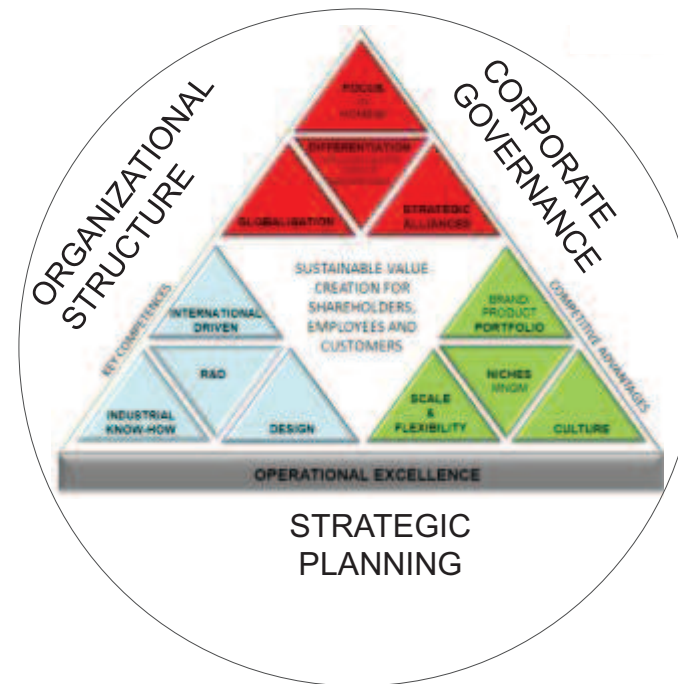 ORGANIZATIONAL
STRUCTURE
CORPORATE
GOVERNANCE
FOCUS
DIFFERENTIATION
GLOBALISATION
STRATEGIC
ALLIANCES
SUSTAINABLE VALUE
CREATION FOR
SHAREHOLDERS,
EMPLOYEES AND
CUSTOMERS
KEY COMPETENCES
INTERNATIONAL
DRIVEN
R&D
INDUSTRIAL
KNOW-HOW
DESIGN
COMPETITIVE ADVANTAGES
BRAND/
PRODUCT
PORTFOLIO
NICHES
SCALE
&
FLEXIBILITY
CULTURE
OPERATIONAL EXCELLENCE
STRATEGIC
PLANNING